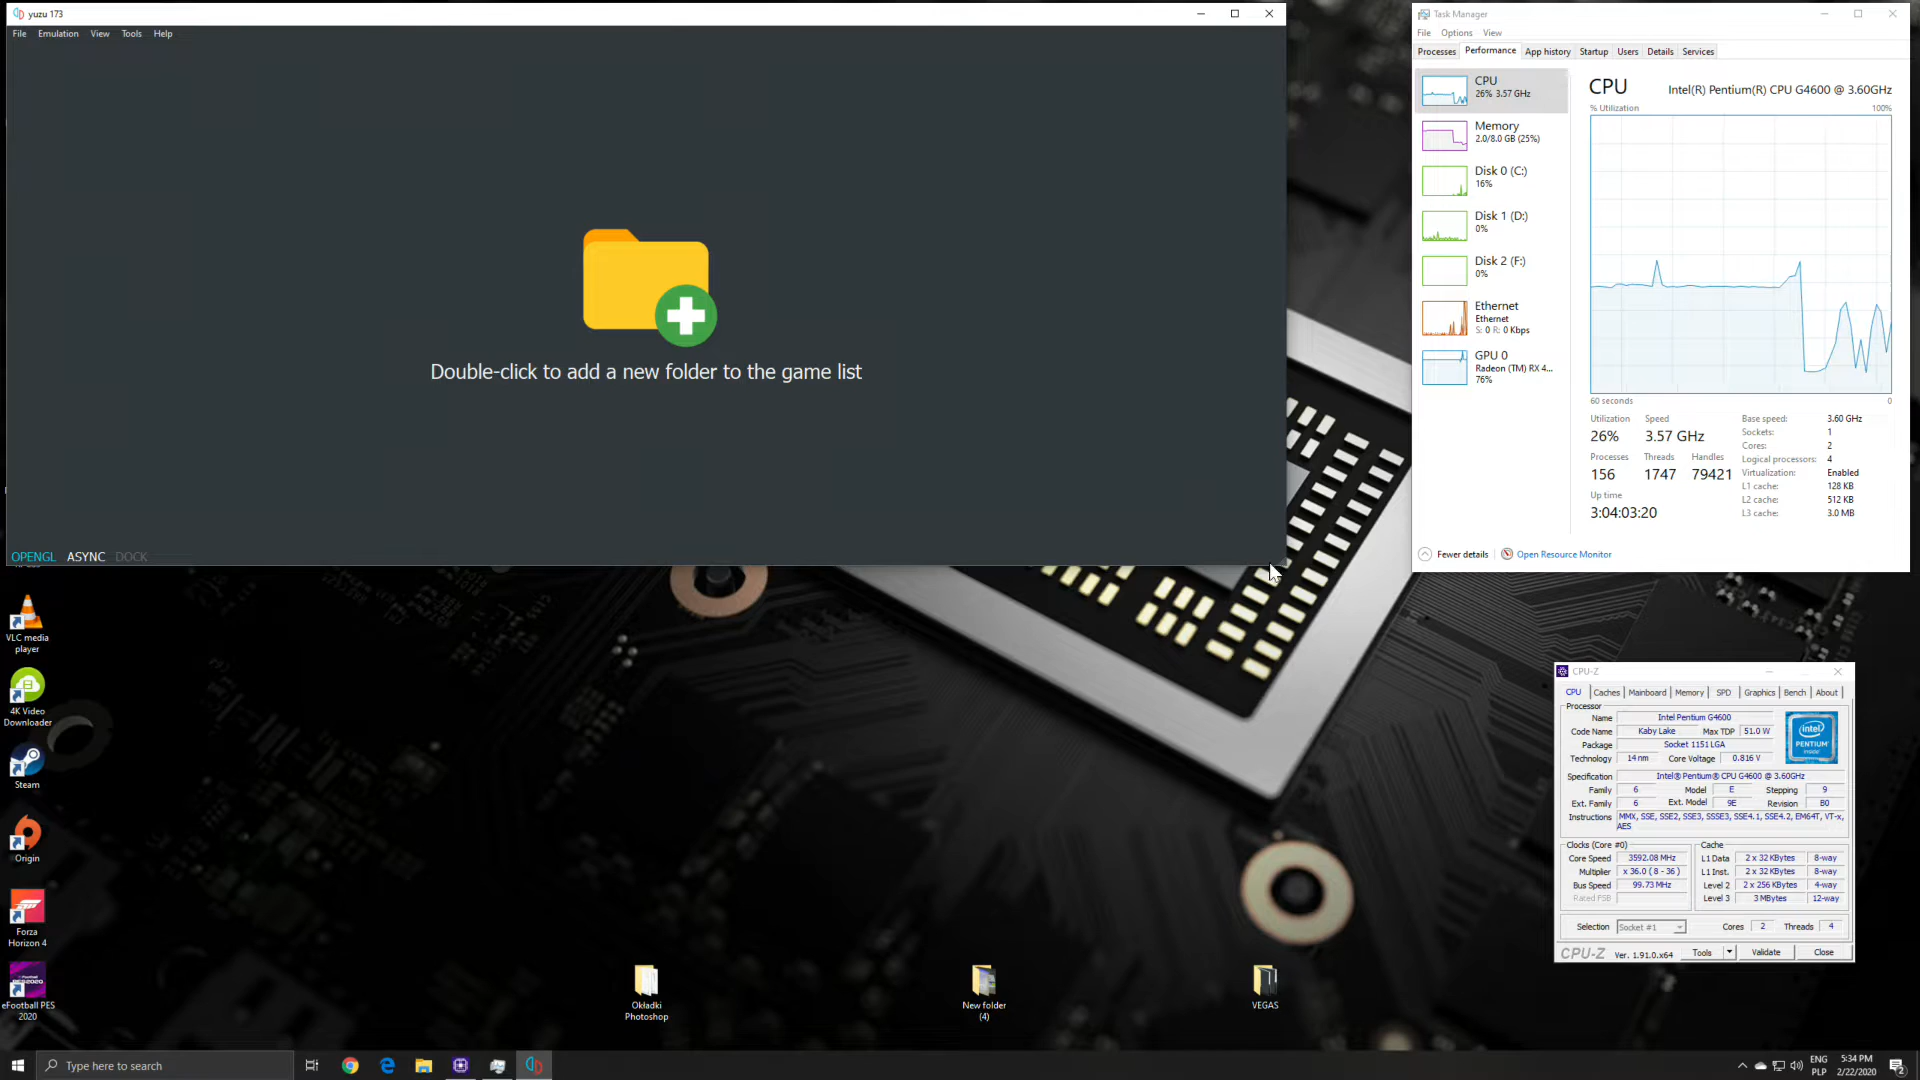 yuzu 173
File Emulation View Tools Help
Double-click to add a new folder to the game list
OPENGL ASYNC DOCK
Task Manager
File Options View
Processes Performance App history Startup Users Details Services
CPU
26% 3.57 GHz
Memory
2.0/8.0 GB (25%)
Disk 0 (C:)
16%
Disk 1 (D:)
0%
Disk 2 (F:)
0%
Ethernet
Ethernet
S: 0 R: 0 Kbps
GPU 0
Radeon (TM) RX 4...
76%
CPU Intel(R) Pentium(R) CPU G4600 @ 3.60GHz
% Utilization 100%
60 seconds 0
Utilization Speed
26% 3.57 GHz
Processes Threads Handles
156 1747 79421
Up time
3:04:03:20
Base speed: 3.60 GHz
Sockets: 1
Cores: 2
Logical processors: 4
Virtualization: Enabled
L1 cache: 128 KB
L2 cache: 512 KB
L3 cache: 3.0 MB
Fewer details Open Resource Monitor
VLC media
player
4K Video
Downloader
Steam
Origin
Forza
Horizon 4
eFootball PES
2020
Okładki
Photoshop
New folder
(4)
VEGAS
CPU-Z
CPU Caches Mainboard Memory SPD Graphics Bench About
Processor
Name Intel Pentium G4600
Code Name Kaby Lake Max TDP 51.0 W
Package Socket 1151 LGA
Technology 14 nm Core Voltage 0.816 V
intel
PENTIUM
inside
Specification Intel® Pentium® CPU G4600 @ 3.60GHz
Family 6 Model E Stepping 9
Ext. Family 6 Ext. Model 9E Revision B0
Instructions MMX, SSE, SSE2, SSE3, SSSE3, SSE4.1, SSE4.2, EM64T, VT-x,
AES
Clocks (Core #0)
Core Speed 3592.08 MHz
Multiplier x 36.0 ( 8 - 36 )
Bus Speed 99.73 MHz
Rated FSB
Cache
L1 Data 2 x 32 KBytes 8-way
L1 Inst. 2 x 32 KBytes 8-way
Level 2 2 x 256 KBytes 4-way
Level 3 3 MBytes 12-way
Selection Socket #1 Cores 2 Threads 4
CPU-Z Ver. 1.91.0.x64 Tools Validate Close
Type here to search
ENG
PLP
5:34 PM
2/22/2020
2